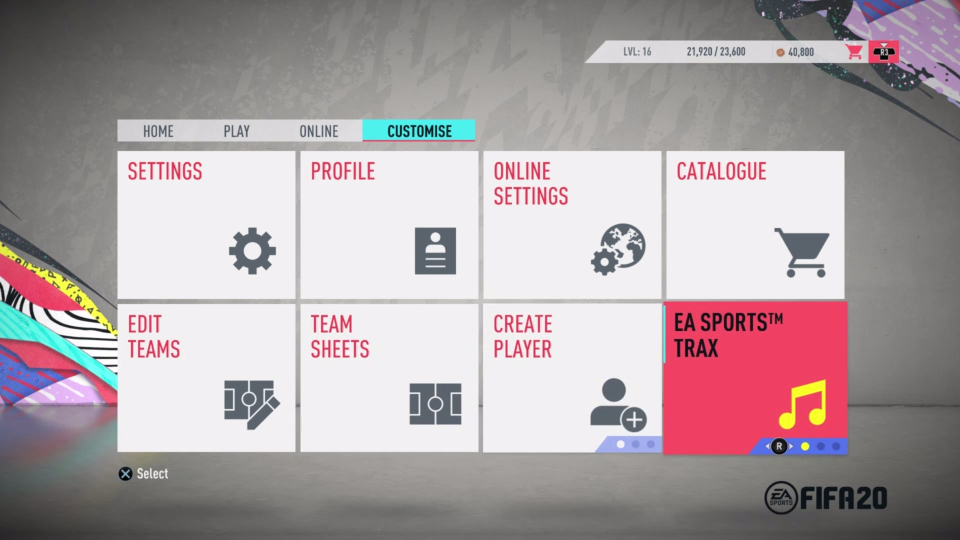 LVL: 16 21,920 / 23,600 40,800 R3
HOME PLAY ONLINE CUSTOMISE
SETTINGS
PROFILE
ONLINE
SETTINGS
CATALOGUE
EDIT
TEAMS
TEAM
SHEETS
CREATE
PLAYER
EA SPORTS™
TRAX
R
Select
EA SPORTS FIFA20